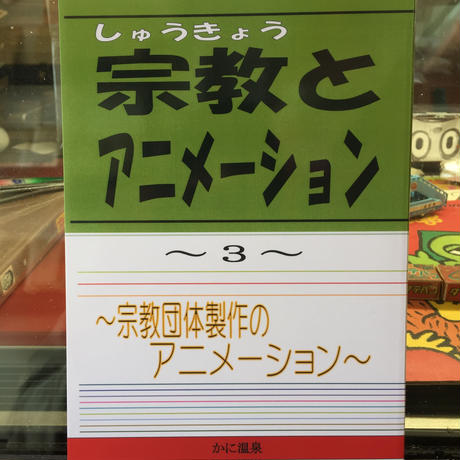 しゅうきょう
宗教と
アニメーション
～3～
～宗教団体製作の
アニメーション～
かに温泉